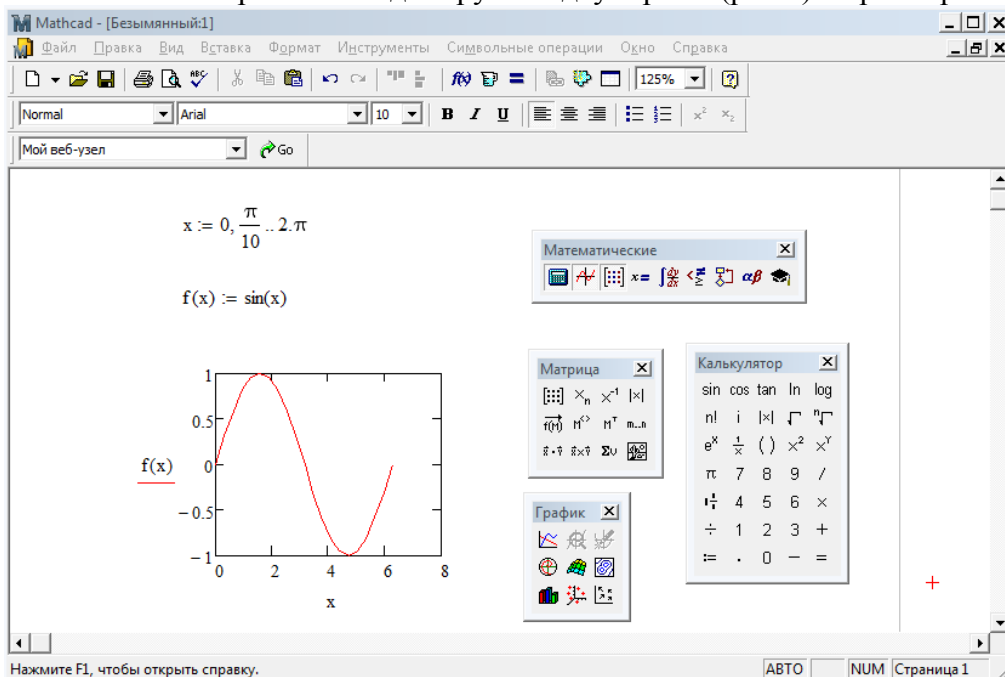 Mathcad - [Безымянный:1]
Файл Правка Вид Вставка Формат Инструменты Символьные операции Окно Справка
125%
Normal Arial 10 B I U
Мой веб-узел Go
x := 0, π/10 .. 2.π
f(x) := sin(x)
Математические
Матрица
Калькулятор
sin cos tan ln log
n! i |×| √ ⁿ√
eˣ 1/x ( ) ×² ×ʸ
π 7 8 9 /
4 5 6 ×
÷ 1 2 3 +
:= . 0 − =
График
1
0.5
f(x) 0
−0.5
−1
0 2 4 6 8
x
Нажмите F1, чтобы открыть справку. АВТО NUM Страница 1